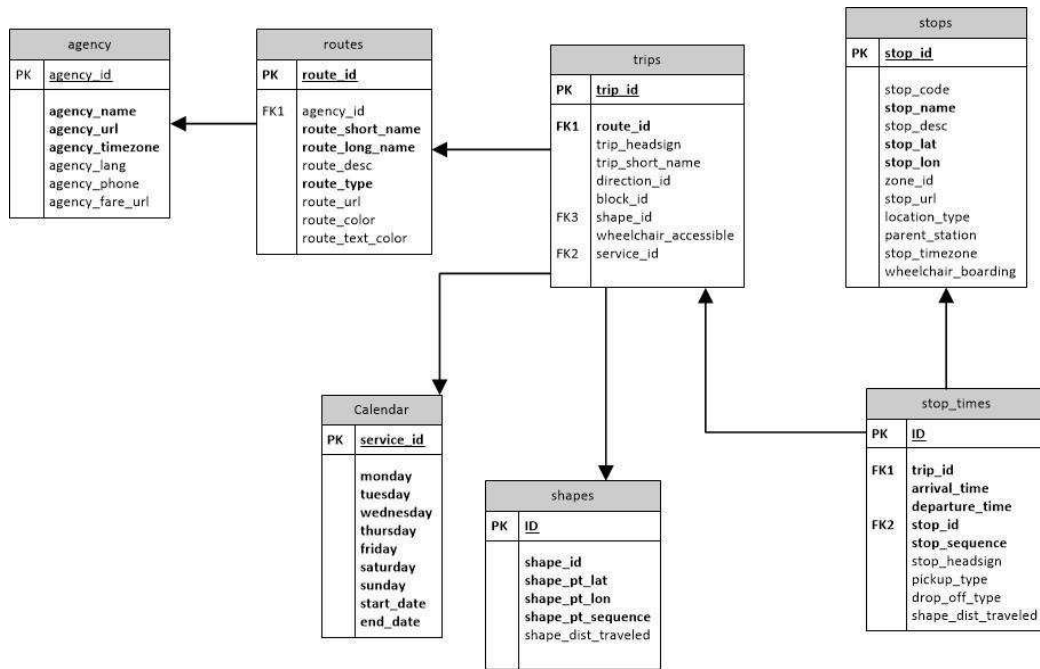 agency
PK agency_id
agency_name
agency_url
agency_timezone
agency_lang
agency_phone
agency_fare_url
routes
PK route_id
FK1 agency_id
route_short_name
route_long_name
route_desc
route_type
route_url
route_color
route_text_color
trips
PK trip_id
FK1 route_id
trip_headsign
trip_short_name
direction_id
block_id
FK3 shape_id
wheelchair_accessible
FK2 service_id
stops
PK stop_id
stop_code
stop_name
stop_desc
stop_lat
stop_lon
zone_id
stop_url
location_type
parent_station
stop_timezone
wheelchair_boarding
Calendar
PK service_id
monday
tuesday
wednesday
thursday
friday
saturday
sunday
start_date
end_date
shapes
PK ID
shape_id
shape_pt_lat
shape_pt_lon
shape_pt_sequence
shape_dist_traveled
stop_times
PK ID
FK1 trip_id
arrival_time
departure_time
FK2 stop_id
stop_sequence
stop_headsign
pickup_type
drop_off_type
shape_dist_traveled